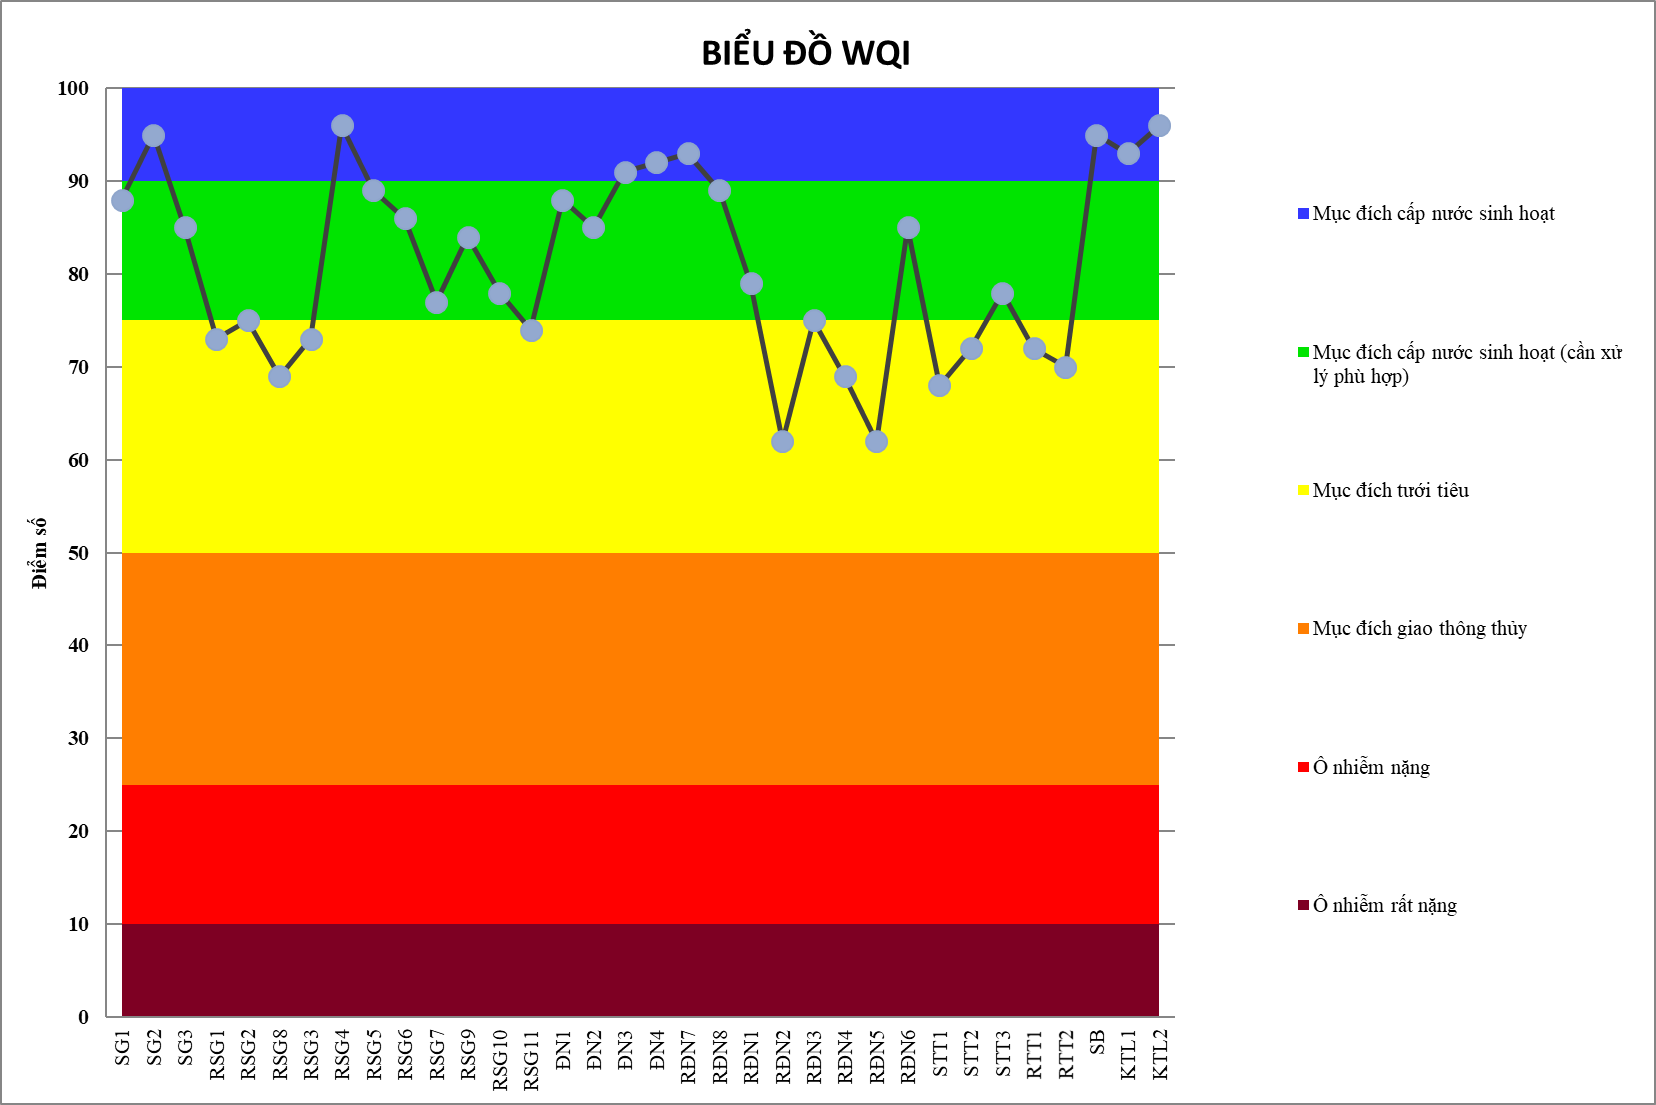 BIỂU ĐỒ WQI
Điểm số
100
90
80
70
60
50
40
30
20
10
0
SG1
SG2
SG3
RSG1
RSG2
RSG8
RSG3
RSG4
RSG5
RSG6
RSG7
RSG9
RSG10
RSG11
ĐN1
ĐN2
ĐN3
ĐN4
RĐN7
RĐN8
RĐN1
RĐN2
RĐN3
RĐN4
RĐN5
RĐN6
STT1
STT2
STT3
RTT1
RTT2
SB
KTL1
KTL2
Mục đích cấp nước sinh hoạt
Mục đích cấp nước sinh hoạt (cần xử
lý phù hợp)
Mục đích tưới tiêu
Mục đích giao thông thủy
Ô nhiễm nặng
Ô nhiễm rất nặng